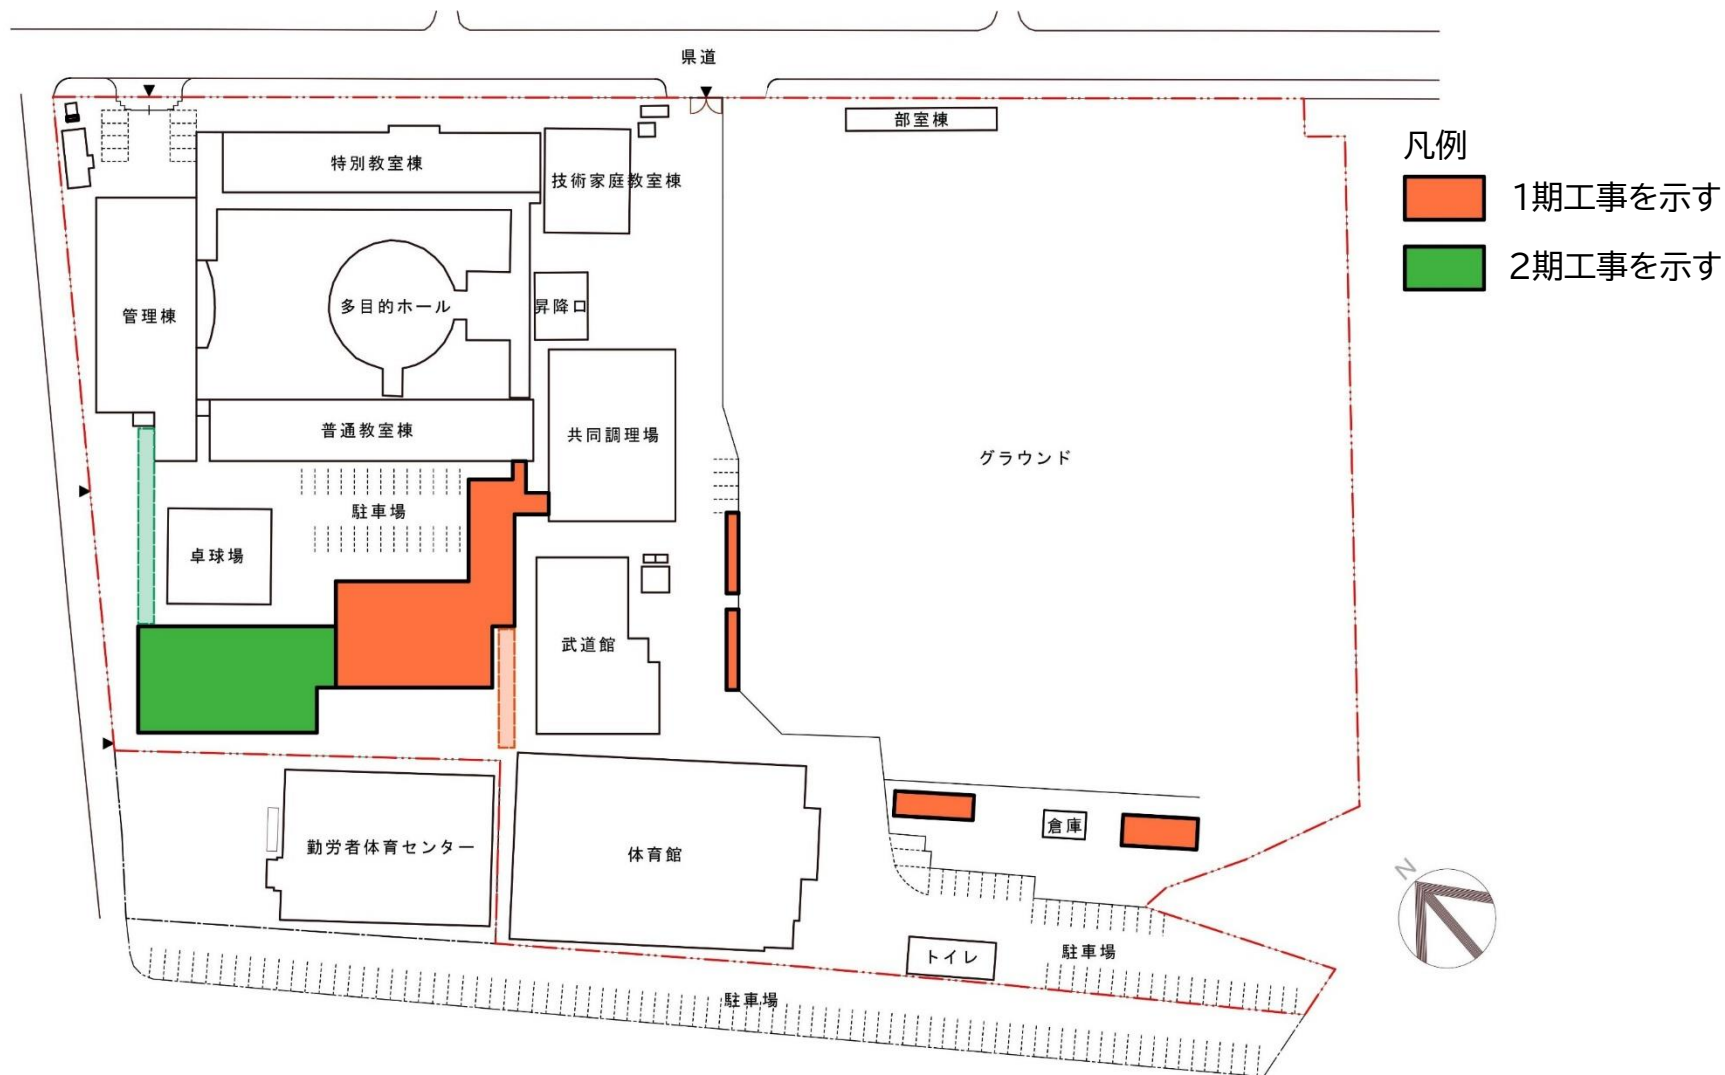 県道
部室棟
凡例
特別教室棟
技術家庭教室棟
1期工事を示す
2期工事を示す
多目的ホール
昇降口
管理棟
普通教室棟
共同調理場
グラウンド
駐車場
卓球場
武道館
倉庫
勤労者体育センター
体育館
N
トイレ
駐車場
駐車場